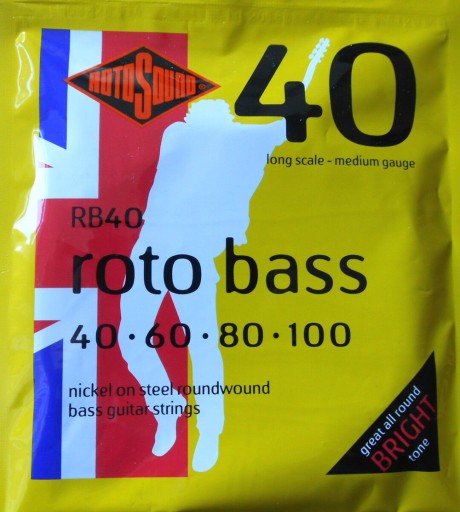 ROTOSOUND®
40
long scale - medium gauge
RB40
roto bass
40·60·80·100
nickel on steel roundwound
bass guitar strings
great all round
BRIGHT
tone